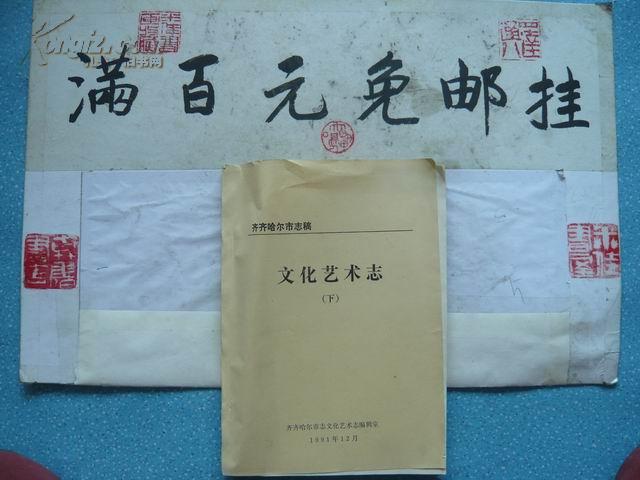 满百元免邮挂
齐齐哈尔市志稿
文化艺术志
（下）
齐齐哈尔市志文化艺术志编辑室
1991年12月